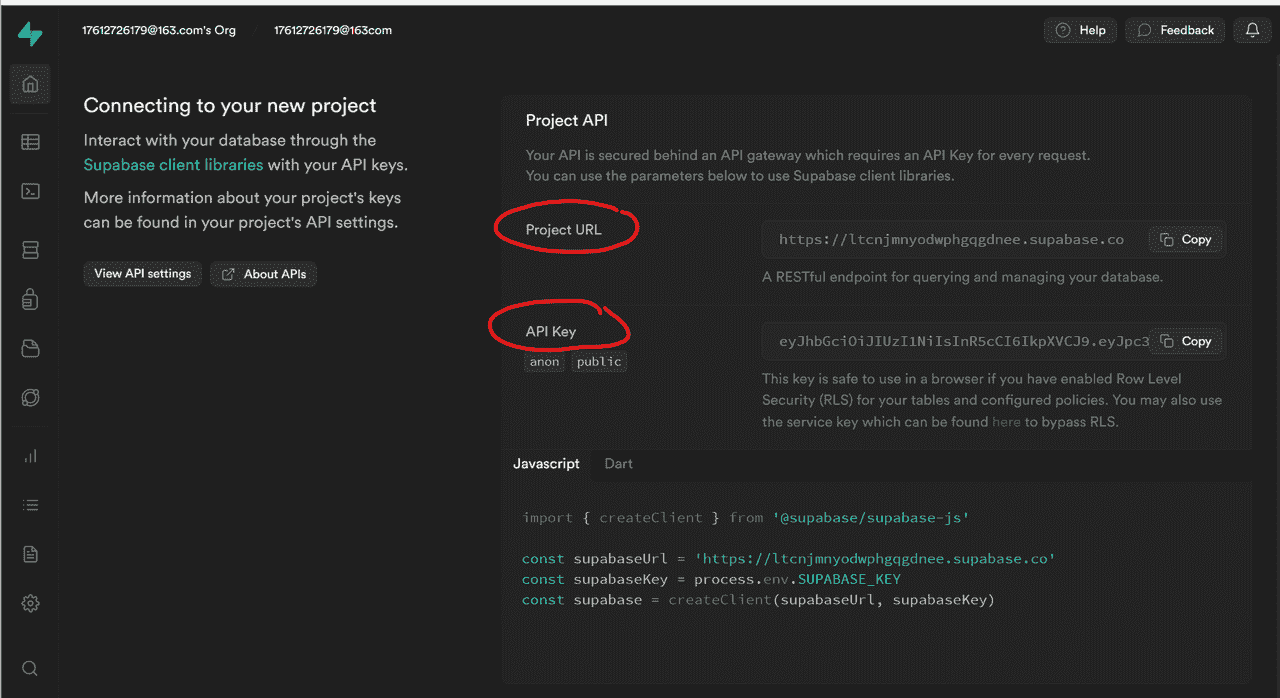 17612726179@163.com's Org
17612726179@163com
Help
Feedback
Connecting to your new project
Interact with your database through the
Supabase client libraries with your API keys.
More information about your project's keys
can be found in your project's API settings.
View API settings
About APIs
Project API
Your API is secured behind an API gateway which requires an API Key for every request.
You can use the parameters below to use Supabase client libraries.
Project URL
https://ltcnjmnyodwphgqgdnee.supabase.co
Copy
A RESTful endpoint for querying and managing your database.
API Key
anon public
eyJhbGciOiJIUzI1NiIsInR5cCI6IkpXVCJ9.eyJpc3
Copy
This key is safe to use in a browser if you have enabled Row Level
Security (RLS) for your tables and configured policies. You may also use
the service key which can be found here to bypass RLS.
Javascript
Dart
import { createClient } from '@supabase/supabase-js'
const supabaseUrl = 'https://ltcnjmnyodwphgqgdnee.supabase.co'
const supabaseKey = process.env.SUPABASE_KEY
const supabase = createClient(supabaseUrl, supabaseKey)